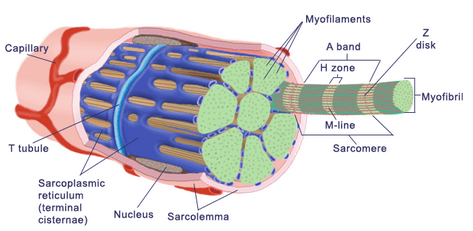 Myofilaments
Z
disk
A band
H zone
Capillary
Myofibril
M-line
Sarcomere
T tubule
Sarcoplasmic
reticulum
(terminal
cisternae)
Nucleus
Sarcolemma